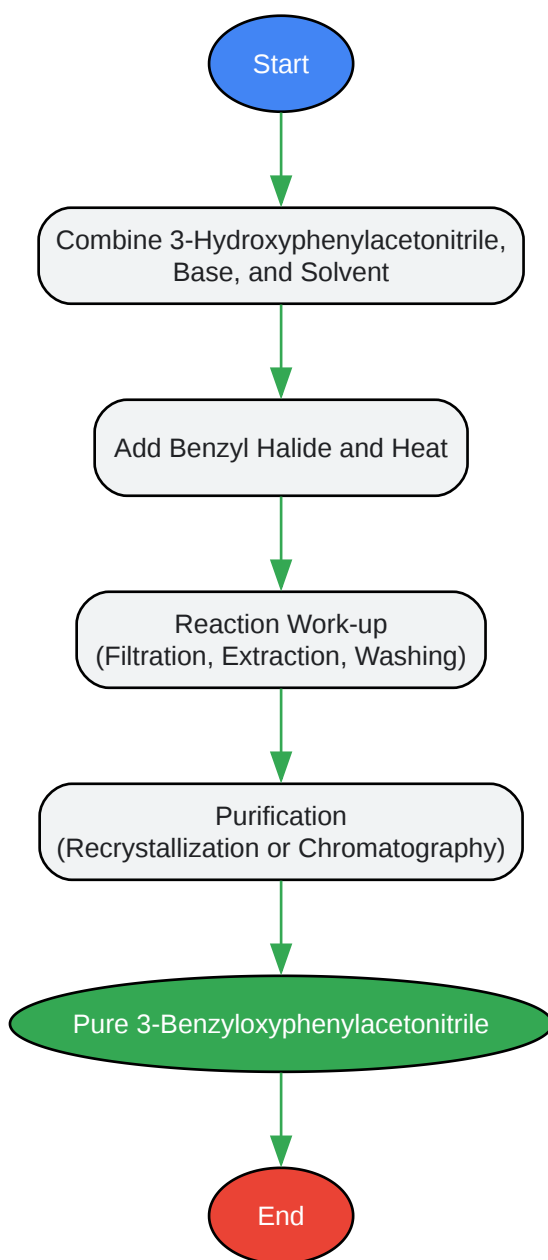 Start
Combine 3-Hydroxyphenylacetonitrile,
Base, and Solvent
Add Benzyl Halide and Heat
Reaction Work-up
(Filtration, Extraction, Washing)
Purification
(Recrystallization or Chromatography)
Pure 3-Benzyloxyphenylacetonitrile
End